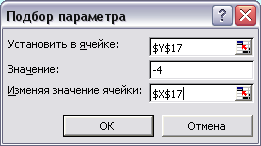 Подбор параметра
Установить в ячейке: $Y$17
Значение: -4
Изменяя значение ячейки: $X$17
ОК Отмена